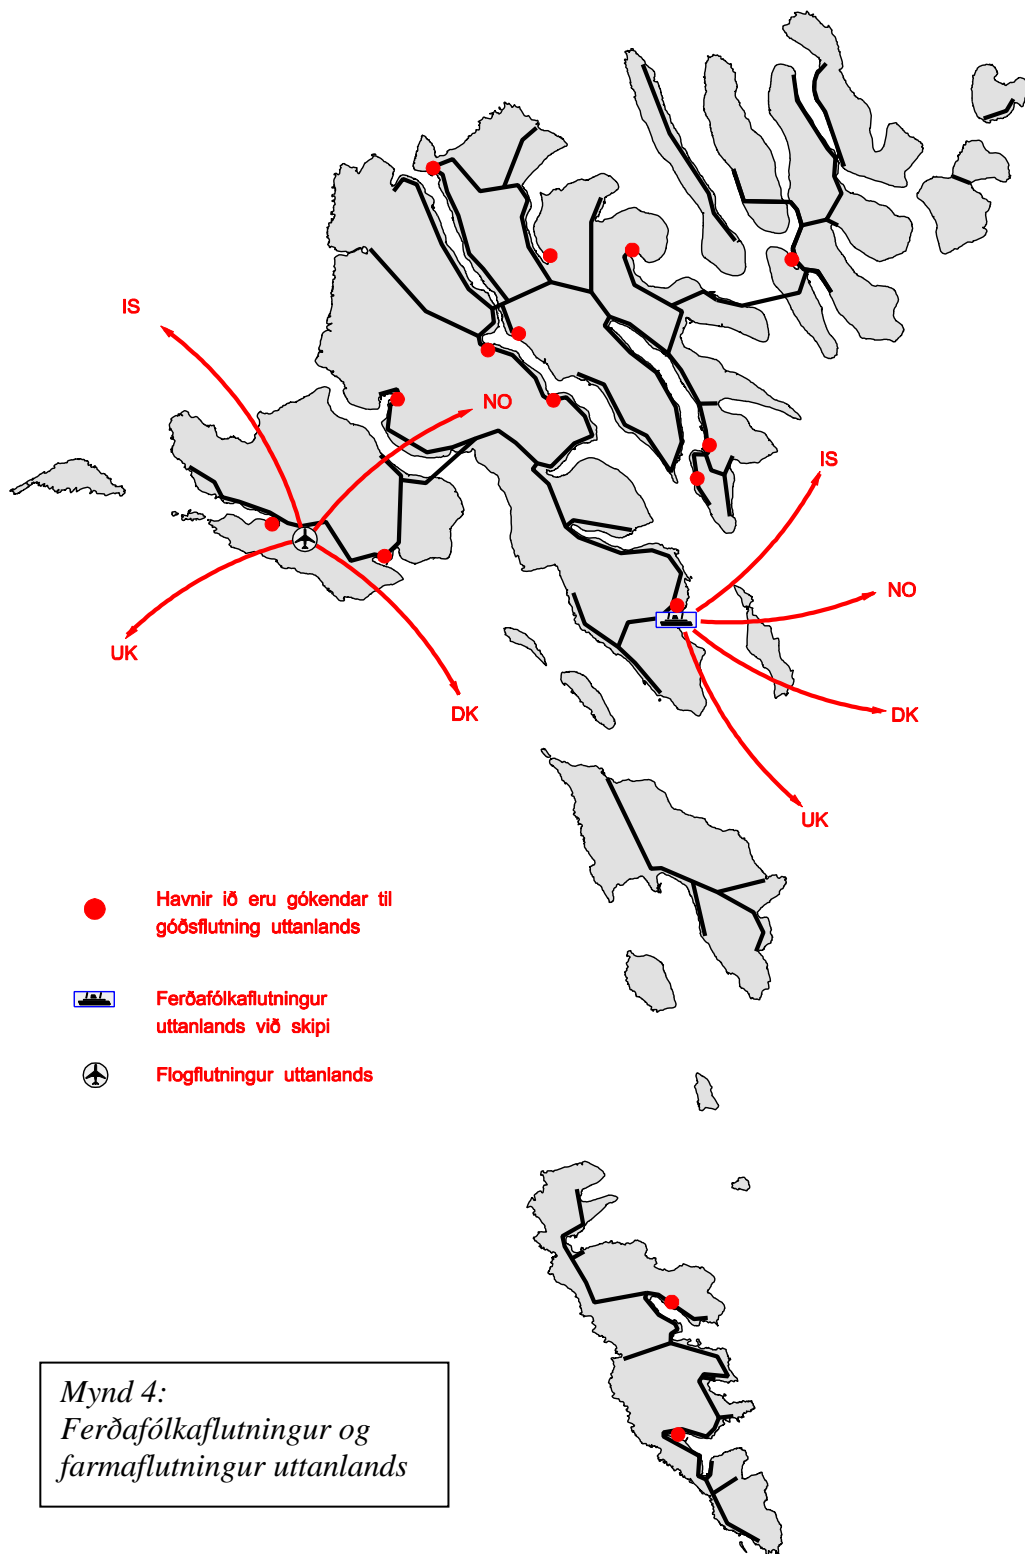 IS
NO
IS
NO
UK
DK
DK
UK
Havnir ið eru gókendar til
góðsflutning uttanlands
Ferðafólkaflutningur
uttanlands við skipi
Flogflutningur uttanlands
Mynd 4:
Ferðafólkaflutningur og
farmaflutningur uttanlands